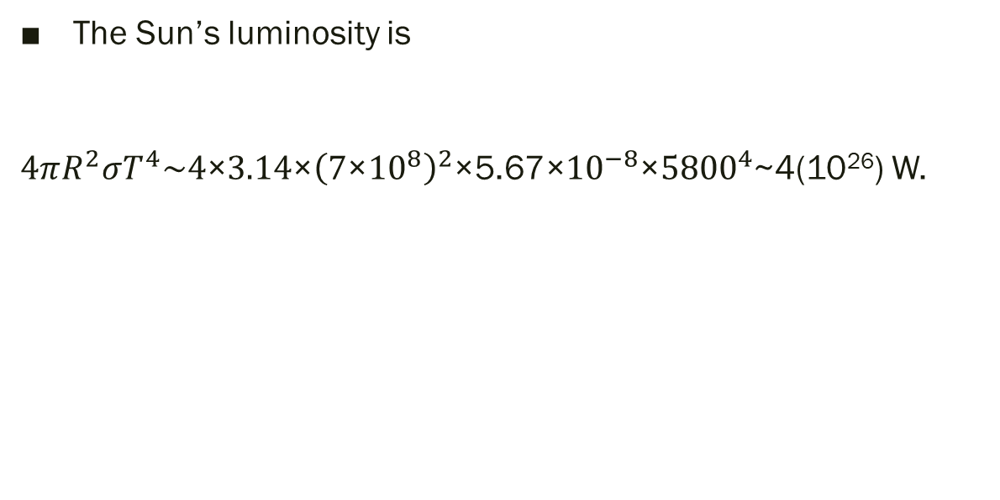 ■ The Sun’s luminosity is
4𝜋𝑅²𝜎𝑇⁴~4×3.14×(7×10⁸)²×5.67×10⁻⁸×5800⁴~4(10²⁶) W.